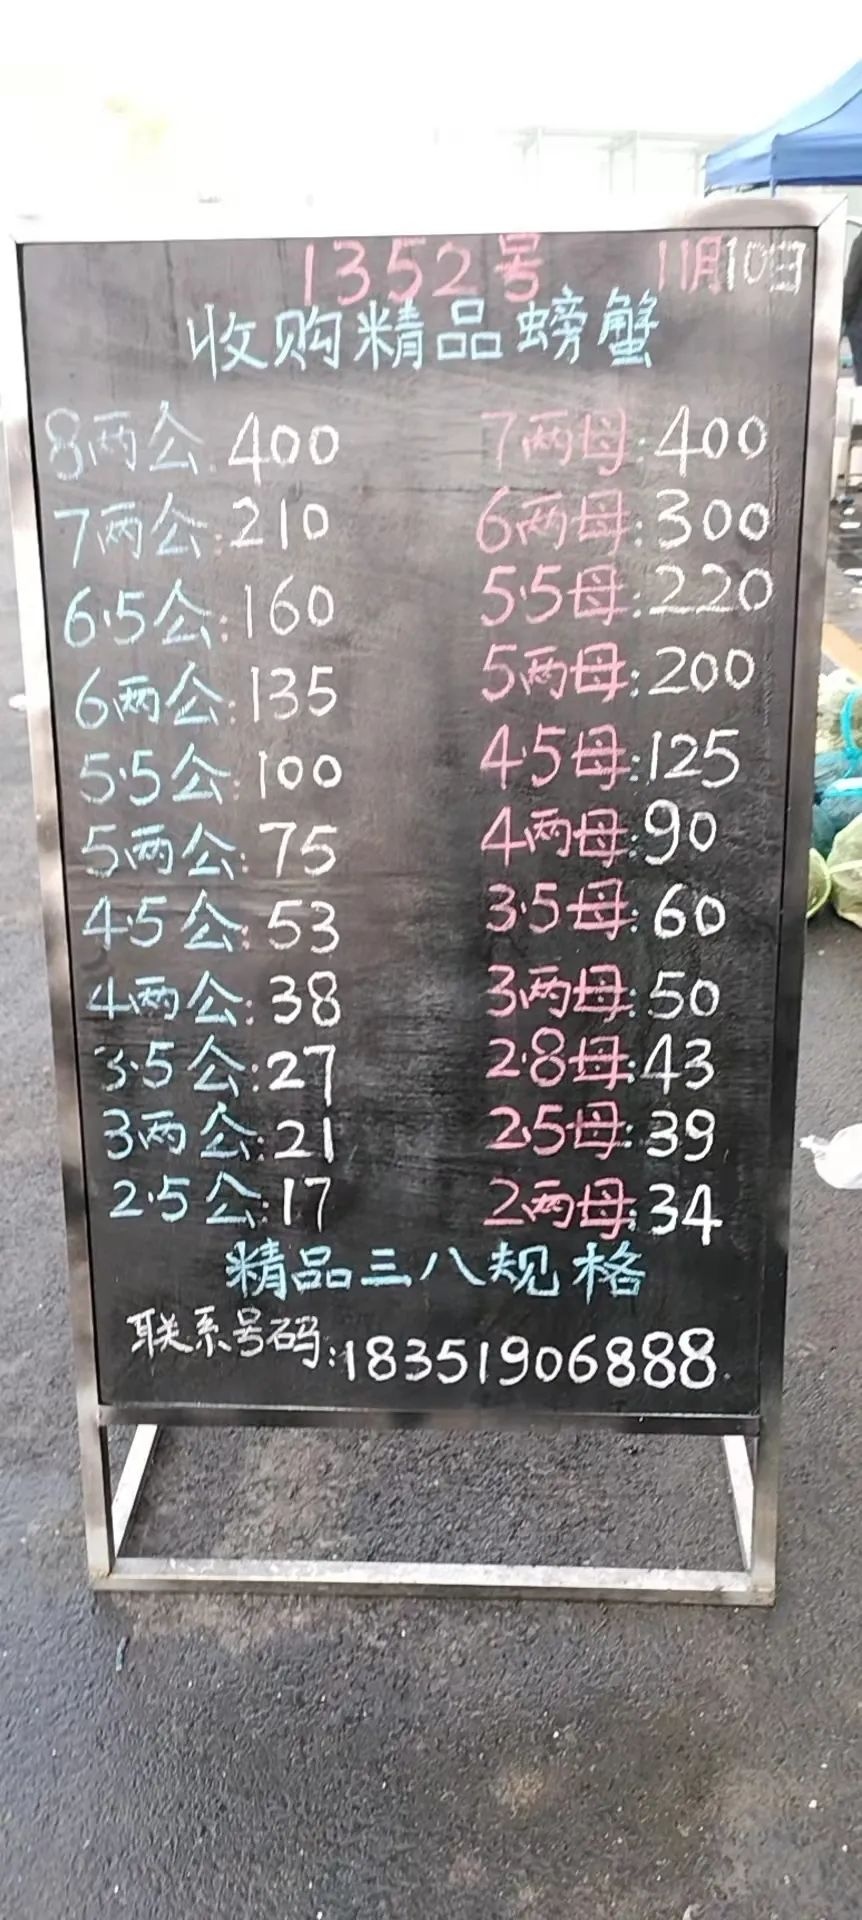 1352号 11月10日
收购精品螃蟹
8两公:400 7两母:400
7两公:210 6两母:300
6.5公:160 5.5母:220
6两公:135 5两母:200
5.5公:100 4.5母:125
5两公:75 4两母:90
4.5公:53 3.5母:60
4两公:38 3两母:50
3.5公:27 2.8母:43
3两公:21 2.5母:39
2.5公:17 2两母:34
精品三八规格
联系号码:18351906888